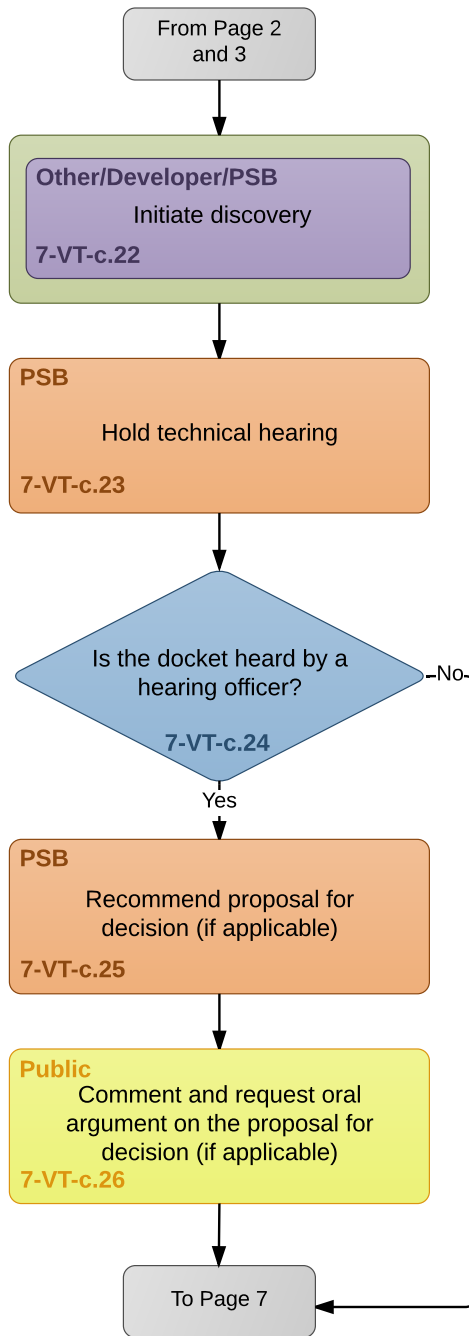 From Page 2
and 3
Other/Developer/PSB
Initiate discovery
7-VT-c.22
PSB
Hold technical hearing
7-VT-c.23
Is the docket heard by a
hearing officer?
7-VT-c.24
No
Yes
PSB
Recommend proposal for
decision (if applicable)
7-VT-c.25
Public
Comment and request oral
argument on the proposal for
decision (if applicable)
7-VT-c.26
To Page 7